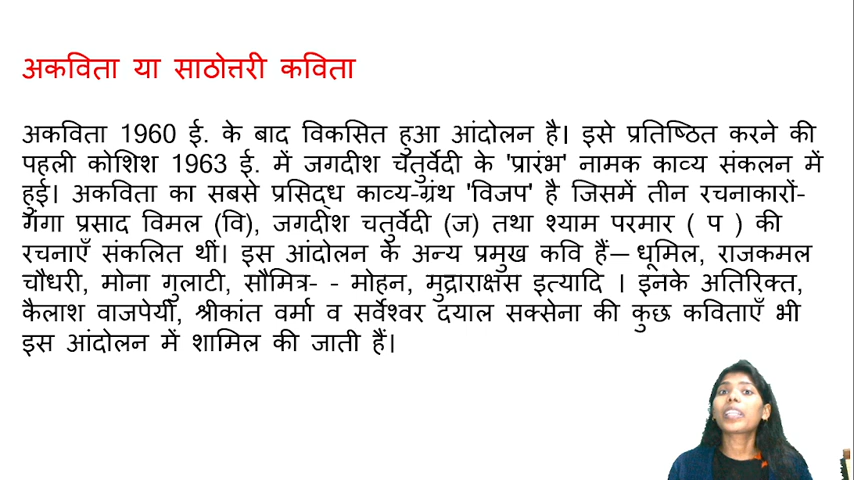 अकविता या साठोत्तरी कविता
अकविता 1960 ई. के बाद विकसित हुआ आंदोलन है। इसे प्रतिष्ठित करने की
पहली कोशिश 1963 ई. में जगदीश चतुर्वेदी के 'प्रारंभ' नामक काव्य संकलन में
हुई। अकविता का सबसे प्रसिद्ध काव्य-ग्रंथ 'विजप' है जिसमें तीन रचनाकारों-
गंगा प्रसाद विमल (वि), जगदीश चतुर्वेदी (ज) तथा श्याम परमार ( प ) की
रचनाएँ संकलित थीं। इस आंदोलन के अन्य प्रमुख कवि हैं—धूमिल, राजकमल
चौधरी, मोना गुलाटी, सौमित्र- - मोहन, मुद्राराक्षस इत्यादि । इनके अतिरिक्त,
कैलाश वाजपेयी, श्रीकांत वर्मा व सर्वेश्वर दयाल सक्सेना की कुछ कविताएँ भी
इस आंदोलन में शामिल की जाती हैं।